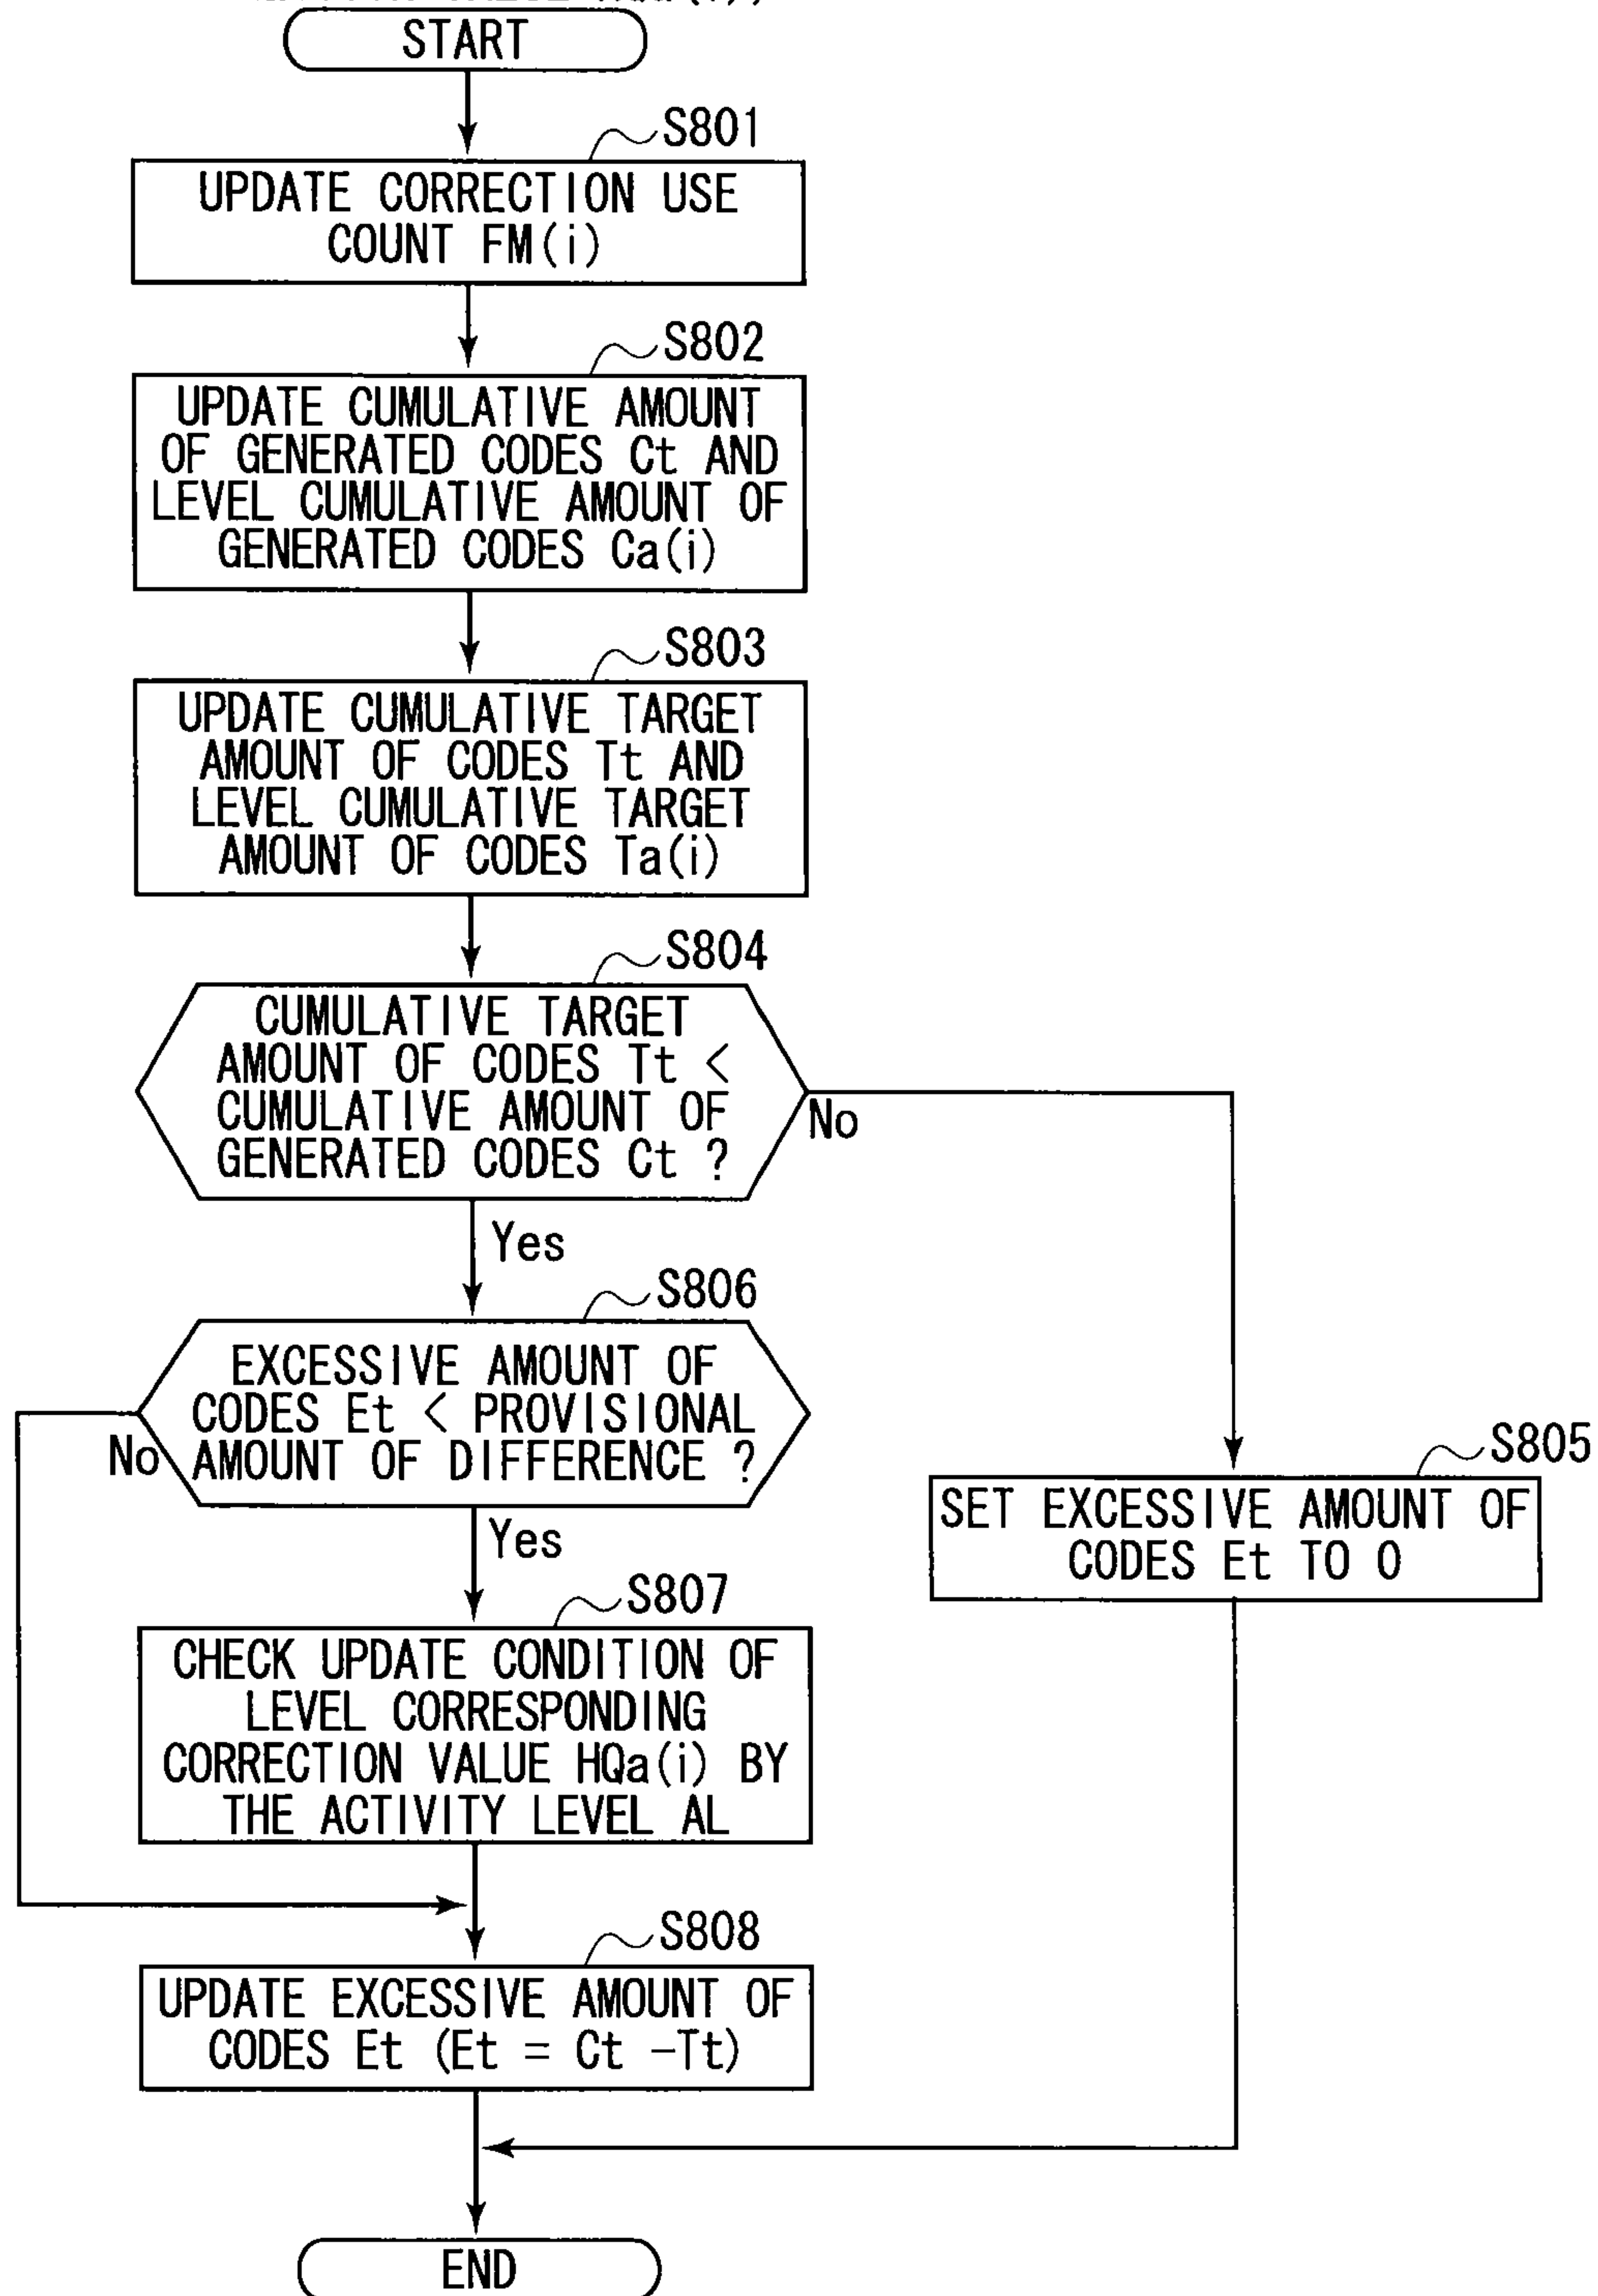 START
S801
UPDATE CORRECTION USE
COUNT FM(i)
S802
UPDATE CUMULATIVE AMOUNT
OF GENERATED CODES Ct AND
LEVEL CUMULATIVE AMOUNT OF
GENERATED CODES Ca(i)
S803
UPDATE CUMULATIVE TARGET
AMOUNT OF CODES Tt AND
LEVEL CUMULATIVE TARGET
AMOUNT OF CODES Ta(i)
S804
CUMULATIVE TARGET
AMOUNT OF CODES Tt <
CUMULATIVE AMOUNT OF
GENERATED CODES Ct ?
No
Yes
S806
EXCESSIVE AMOUNT OF
CODES Et < PROVISIONAL
AMOUNT OF DIFFERENCE ?
No
Yes
S805
SET EXCESSIVE AMOUNT OF
CODES Et TO 0
S807
CHECK UPDATE CONDITION OF
LEVEL CORRESPONDING
CORRECTION VALUE HQa(i) BY
THE ACTIVITY LEVEL AL
S808
UPDATE EXCESSIVE AMOUNT OF
CODES Et (Et = Ct -Tt)
END